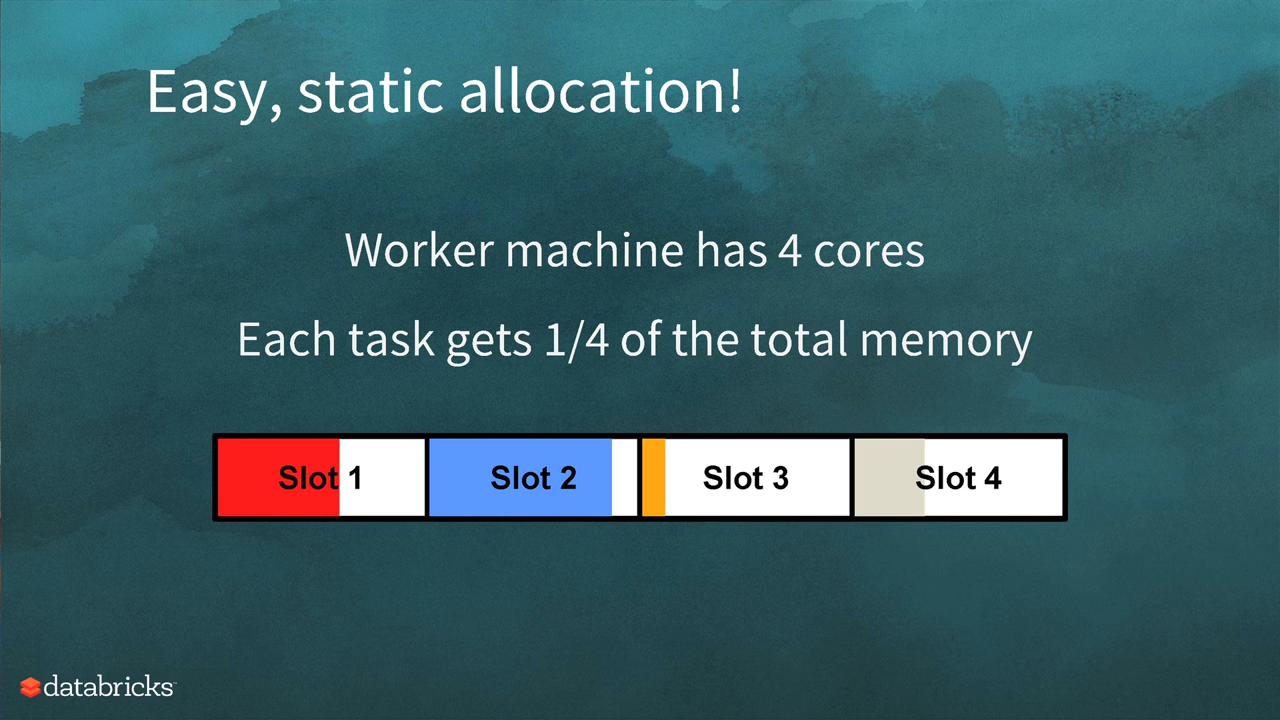 Easy, static allocation!
Worker machine has 4 cores
Each task gets 1/4 of the total memory
Slot 1 Slot 2 Slot 3 Slot 4
databricks